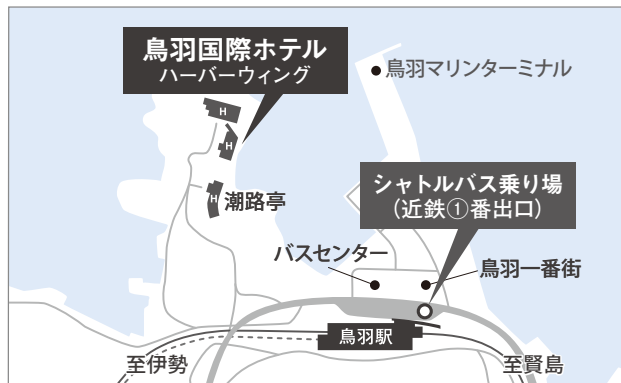 鳥羽国際ホテル
ハーバーウィング
鳥羽マリンターミナル
H
H
H
潮路亭
シャトルバス乗り場
(近鉄①番出口)
バスセンター
鳥羽一番街
鳥羽駅
至伊勢
至賢島